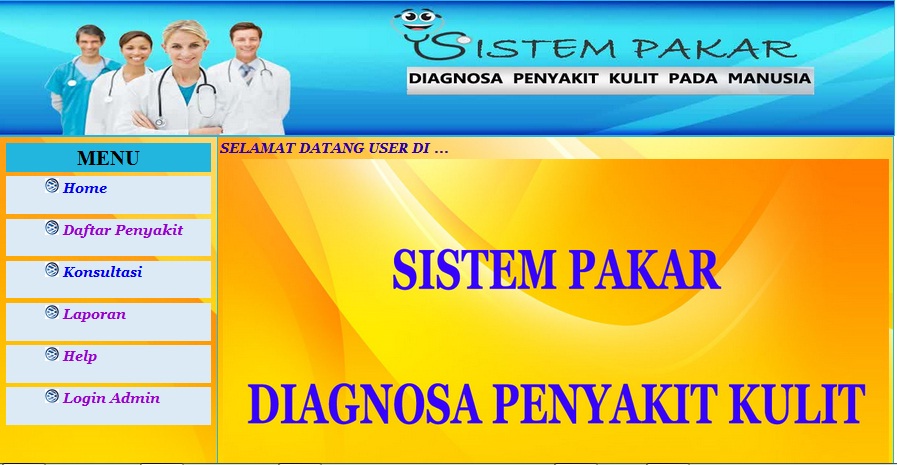 SISTEM PAKAR
DIAGNOSA PENYAKIT KULIT PADA MANUSIA
MENU
Home
Daftar Penyakit
Konsultasi
Laporan
Help
Login Admin
SELAMAT DATANG USER DI ...
SISTEM PAKAR
DIAGNOSA PENYAKIT KULIT